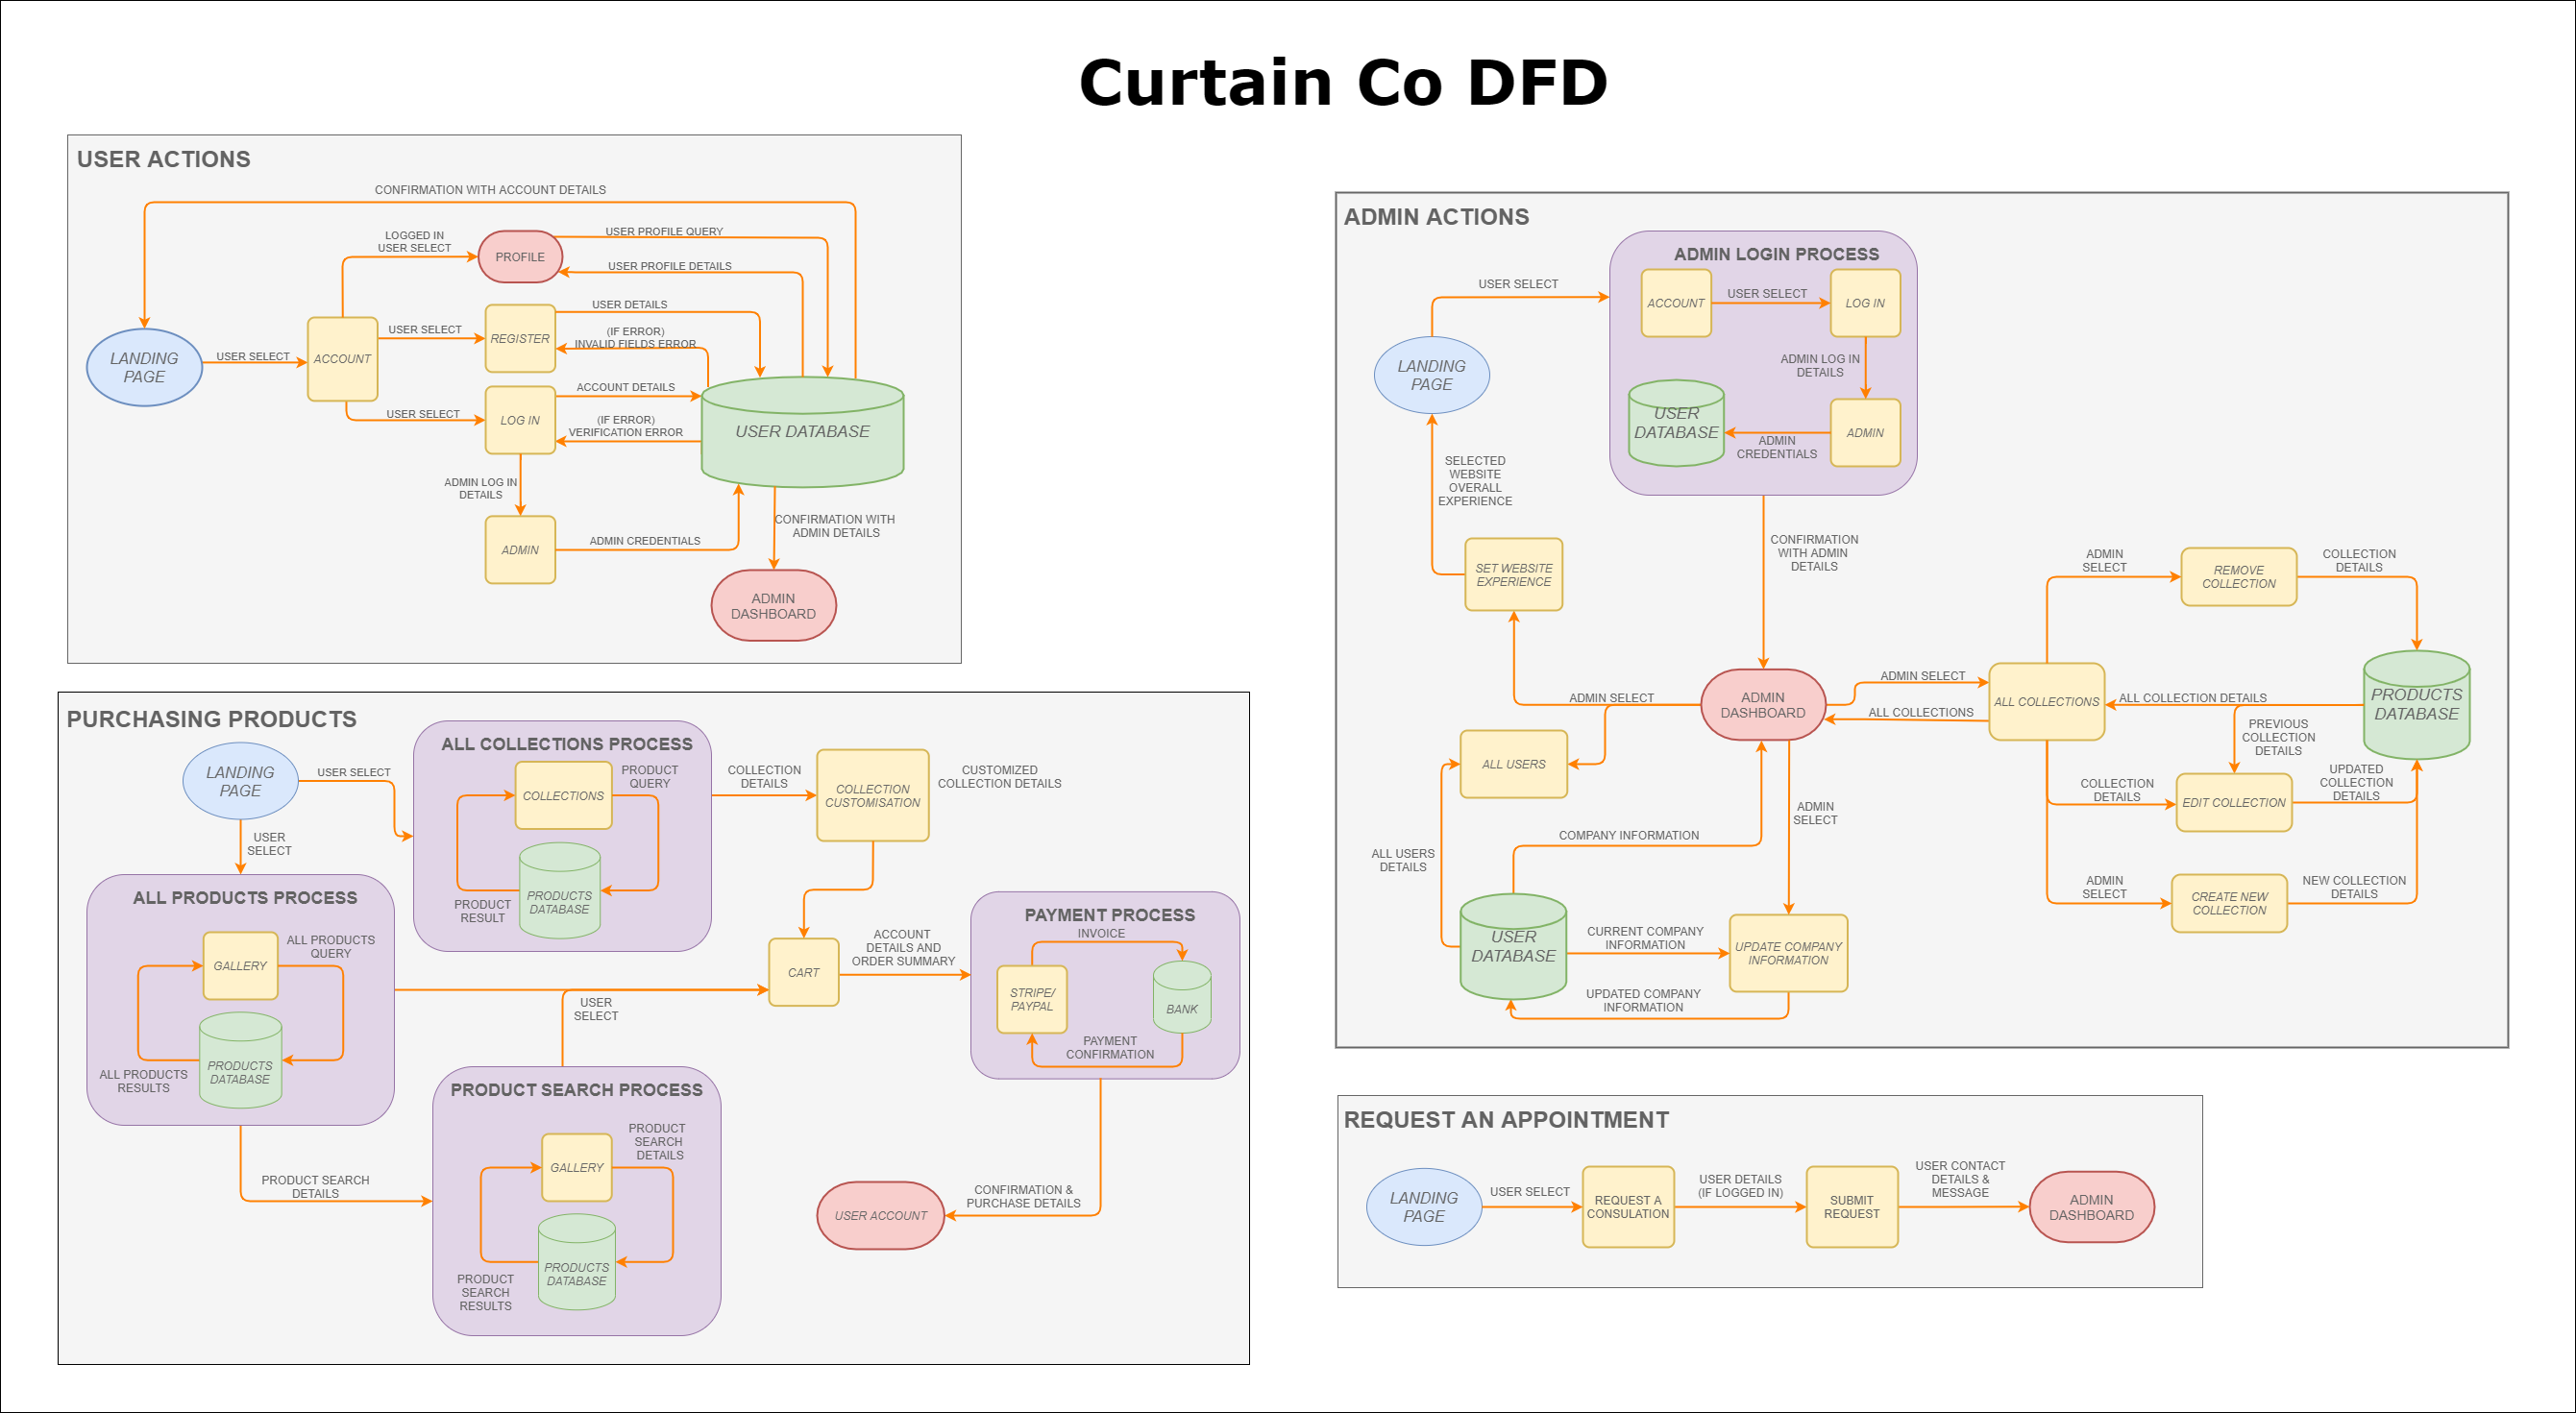 Curtain Co DFD
USER ACTIONS
CONFIRMATION WITH ACCOUNT DETAILS
LOGGED IN
USER SELECT
PROFILE
USER PROFILE QUERY
USER PROFILE DETAILS
LANDING
PAGE
USER SELECT
ACCOUNT
USER SELECT
REGISTER
USER DETAILS
(IF ERROR)
INVALID FIELDS ERROR
USER SELECT
LOG IN
ACCOUNT DETAILS
(IF ERROR)
VERIFICATION ERROR
USER DATABASE
ADMIN LOG IN
DETAILS
ADMIN
ADMIN CREDENTIALS
CONFIRMATION WITH
ADMIN DETAILS
ADMIN
DASHBOARD
PURCHASING PRODUCTS
LANDING
PAGE
USER SELECT
USER
SELECT
ALL COLLECTIONS PROCESS
COLLECTIONS
PRODUCT
QUERY
PRODUCTS
DATABASE
PRODUCT
RESULT
COLLECTION
DETAILS
COLLECTION
CUSTOMISATION
CUSTOMIZED
COLLECTION DETAILS
ALL PRODUCTS PROCESS
GALLERY
ALL PRODUCTS
QUERY
PRODUCTS
DATABASE
ALL PRODUCTS
RESULTS
USER
SELECT
CART
ACCOUNT
DETAILS AND
ORDER SUMMARY
PAYMENT PROCESS
INVOICE
STRIPE/
PAYPAL
BANK
PAYMENT
CONFIRMATION
PRODUCT SEARCH
DETAILS
PRODUCT SEARCH PROCESS
GALLERY
PRODUCT
SEARCH
DETAILS
PRODUCTS
DATABASE
PRODUCT
SEARCH
RESULTS
USER ACCOUNT
CONFIRMATION &
PURCHASE DETAILS
ADMIN ACTIONS
USER SELECT
LANDING
PAGE
ADMIN LOGIN PROCESS
ACCOUNT
USER SELECT
LOG IN
ADMIN LOG IN
DETAILS
USER
DATABASE
ADMIN
CREDENTIALS
ADMIN
SELECTED
WEBSITE
OVERALL
EXPERIENCE
SET WEBSITE
EXPERIENCE
CONFIRMATION
WITH ADMIN
DETAILS
ADMIN SELECT
ADMIN
DASHBOARD
ADMIN SELECT
ALL COLLECTIONS
ALL COLLECTIONS
ADMIN
SELECT
REMOVE
COLLECTION
COLLECTION
DETAILS
ALL COLLECTION DETAILS
PRODUCTS
DATABASE
PREVIOUS
COLLECTION
DETAILS
COLLECTION
DETAILS
EDIT COLLECTION
UPDATED
COLLECTION
DETAILS
ADMIN
SELECT
CREATE NEW
COLLECTION
NEW COLLECTION
DETAILS
ALL USERS
ALL USERS
DETAILS
COMPANY INFORMATION
ADMIN
SELECT
USER
DATABASE
CURRENT COMPANY
INFORMATION
UPDATE COMPANY
INFORMATION
UPDATED COMPANY
INFORMATION
REQUEST AN APPOINTMENT
LANDING
PAGE
USER SELECT
REQUEST A
CONSULATION
USER DETAILS
(IF LOGGED IN)
SUBMIT
REQUEST
USER CONTACT
DETAILS &
MESSAGE
ADMIN
DASHBOARD